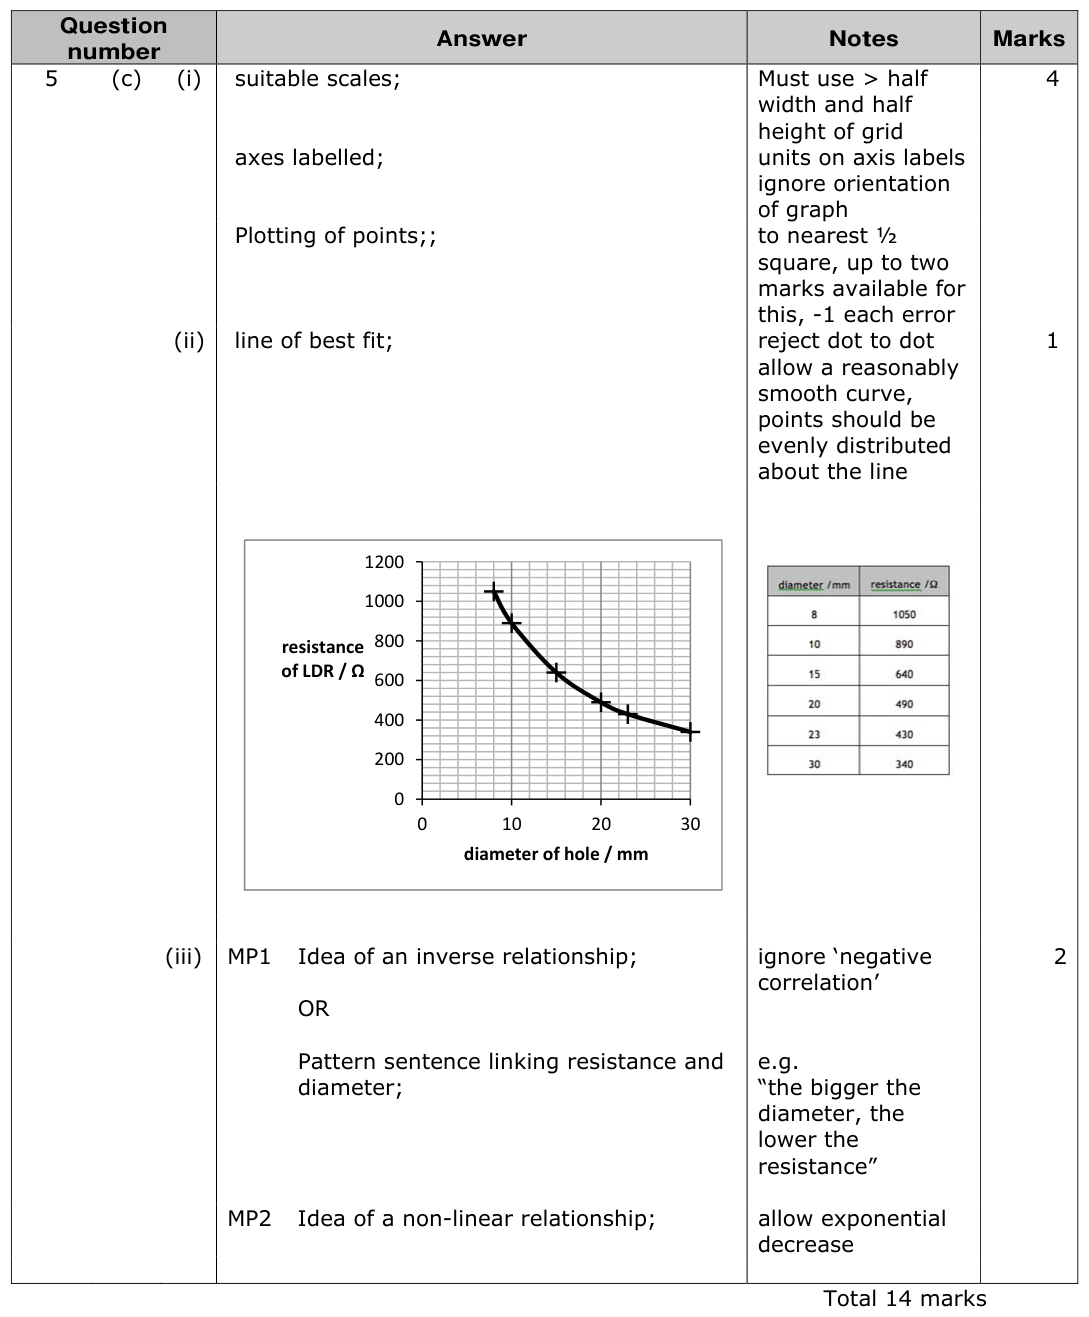 Question number Answer Notes Marks
5 (c) (i) suitable scales; Must use > half 4
width and half
height of grid
axes labelled; units on axis labels
ignore orientation
of graph
Plotting of points;; to nearest ½
square, up to two
marks available for
this, -1 each error
(ii) line of best fit; reject dot to dot 1
allow a reasonably
smooth curve,
points should be
evenly distributed
about the line
1200
1000
800
600
400
200
0
resistance
of LDR / Ω
0 10 20 30
diameter of hole / mm
diameter /mm resistance /Ω
8 1050
10 890
15 640
20 490
23 430
30 340
(iii) MP1 Idea of an inverse relationship; ignore ‘negative 2
correlation’
OR
Pattern sentence linking resistance and e.g.
diameter; “the bigger the
diameter, the
lower the
resistance”
MP2 Idea of a non-linear relationship; allow exponential
decrease
Total 14 marks